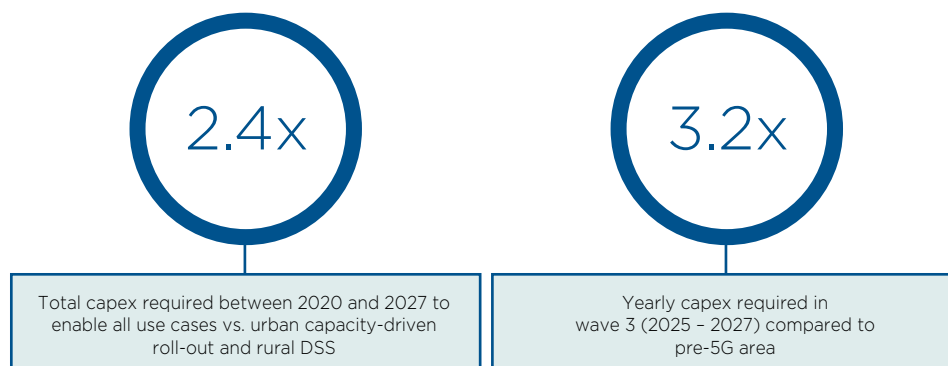 2.4x
3.2x
Total capex required between 2020 and 2027 to
enable all use cases vs. urban capacity-driven
roll-out and rural DSS
Yearly capex required in
wave 3 (2025 – 2027) compared to
pre-5G area